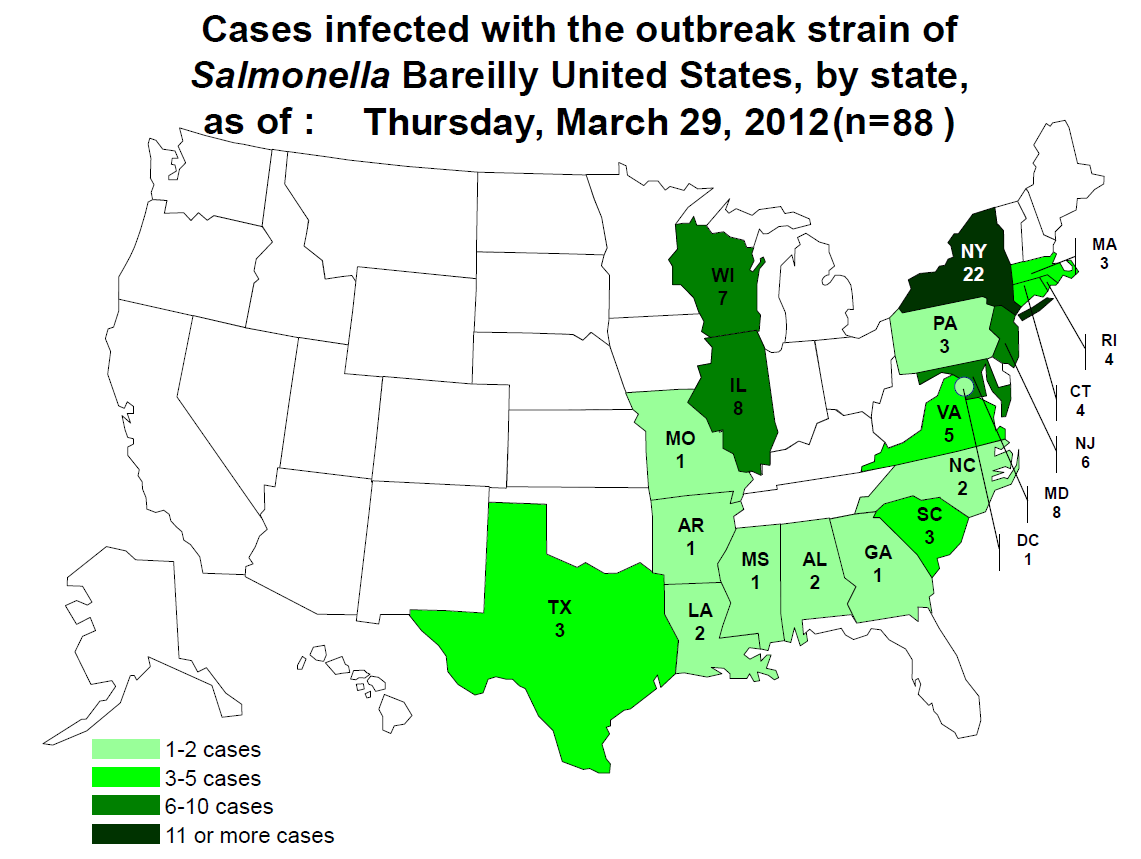 Cases infected with the outbreak strain of
Salmonella Bareilly United States, by state,
as of : Thursday, March 29, 2012(n=88 )
NY
22
MA
3
WI
7
PA
3
RI
4
IL
8
CT
4
VA
5
MO
1
NJ
6
NC
2
MD
8
SC
3
AR
1
DC
1
GA
1
MS
1
AL
2
TX
3
LA
2
1-2 cases
3-5 cases
6-10 cases
11 or more cases